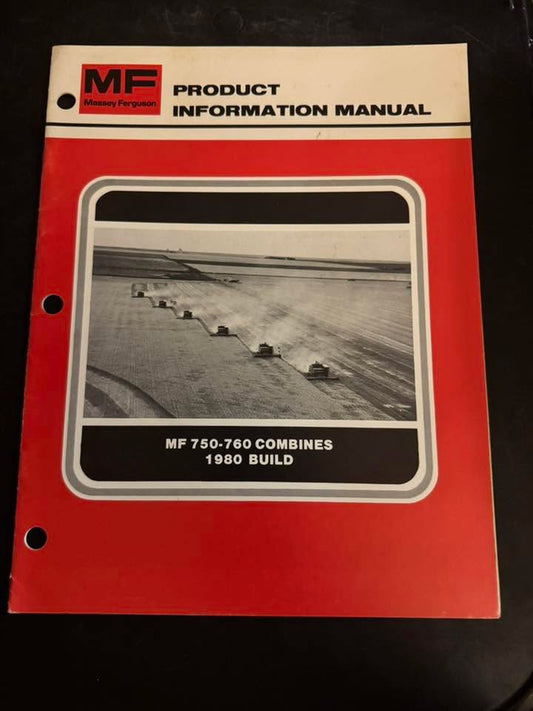 MF
Massey Ferguson
PRODUCT
INFORMATION MANUAL
MF 750-760 COMBINES
1980 BUILD